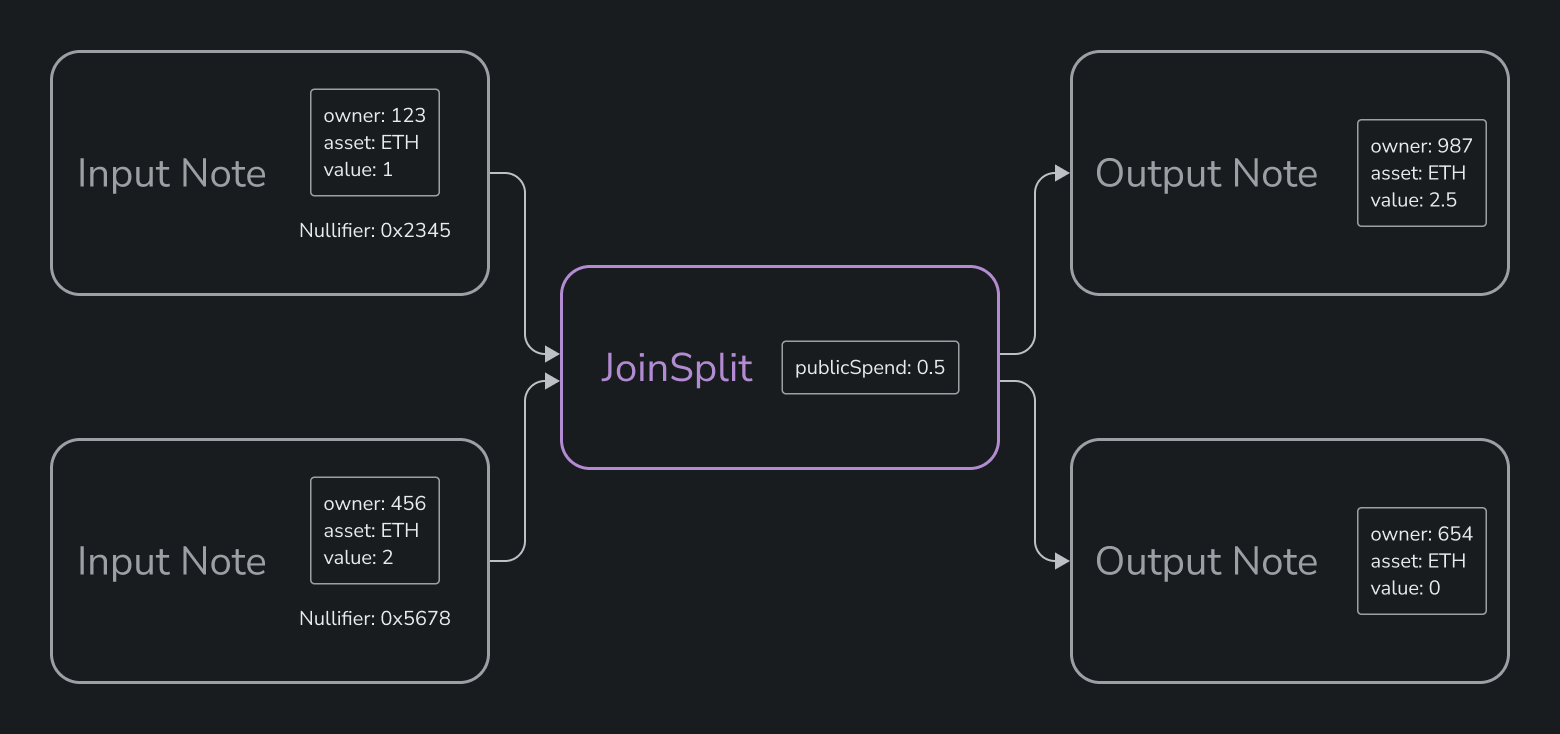 Input Note
owner: 123
asset: ETH
value: 1
Nullifier: 0x2345
Input Note
owner: 456
asset: ETH
value: 2
Nullifier: 0x5678
JoinSplit
publicSpend: 0.5
Output Note
owner: 987
asset: ETH
value: 2.5
Output Note
owner: 654
asset: ETH
value: 0